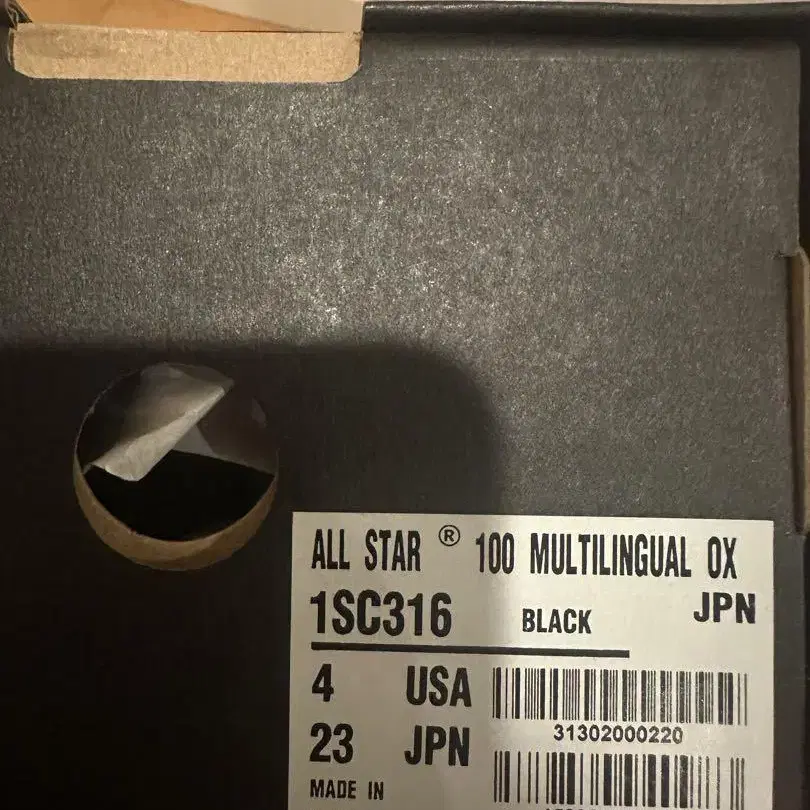 ALL STAR ® 100 MULTILINGUAL OX
1SC316 BLACK JPN
4 USA
31302000220
23 JPN
MADE IN